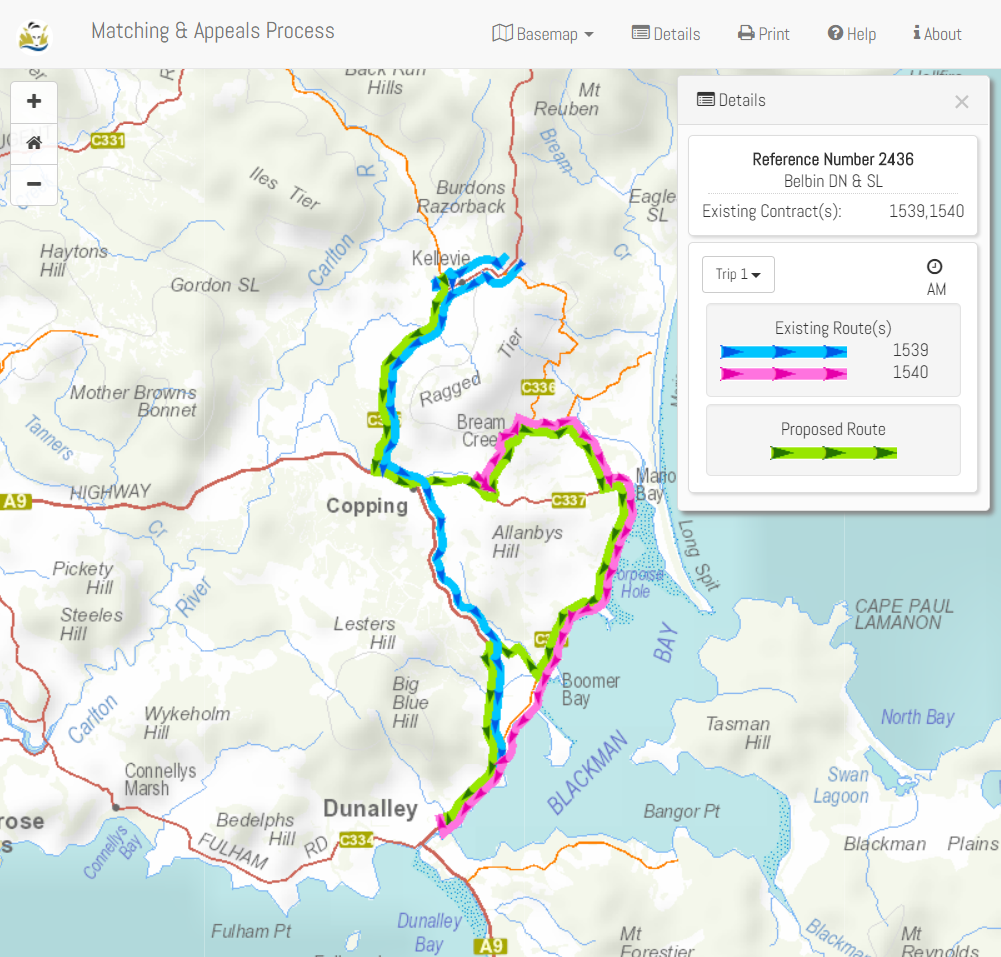 Matching & Appeals Process
Basemap
Details
Print
Help
About
Back Run
Hills
Mt
Reuben
C331
Bream
Cr
Iles Tier
R
Burdons
Razorback
Eagle
SL
Haytons
Hill
Carlton
Kellevie
Gordon SL
Tier
Ragged
C336
Mother Browns
Bonnet
Tanners
Bream
Bay
HIGHWAY
A9
Copping
C337
Allanbys
Hill
Long Spit
Cr
Pickety
Hill
River
Hole
Steeles
Hill
Lesters
Hill
CAPE PAUL
LAMANON
BAY
Boomer
Bay
Big
Blue
Hill
Carlton
Wykeholm
Hill
Tasman
Hill
North Bay
BLACKMAN
Connellys
Marsh
Swan
Lagoon
Dunalley
Bangor Pt
Bedelphs
Hill
FULHAM RD
C334
Connellys
Bay
Blackman Plains
Fulham Pt
Dunalley
Bay
A9
Mt
Forestier
Mt
Reynolds
Details
×
Reference Number 2436
Belbin DN & SL
Existing Contract(s): 1539,1540
Trip 1
AM
Existing Route(s)
1539
1540
Proposed Route